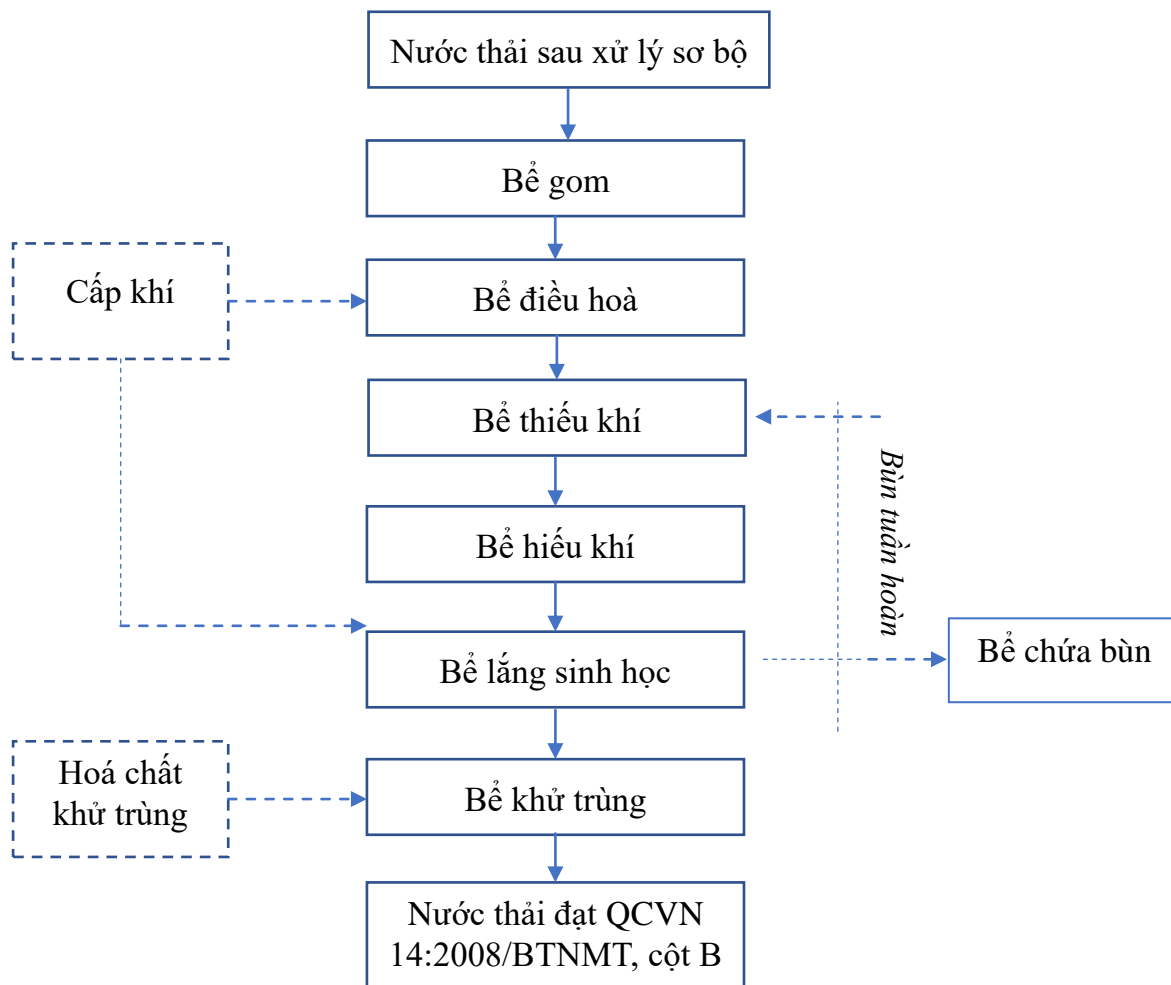 Nước thải sau xử lý sơ bộ
Bể gom
Cấp khí
Bể điều hoà
Bể thiếu khí
Bùn tuần hoàn
Bể hiếu khí
Bể lắng sinh học
Bể chứa bùn
Hoá chất
khử trùng
Bể khử trùng
Nước thải đạt QCVN
14:2008/BTNMT, cột B